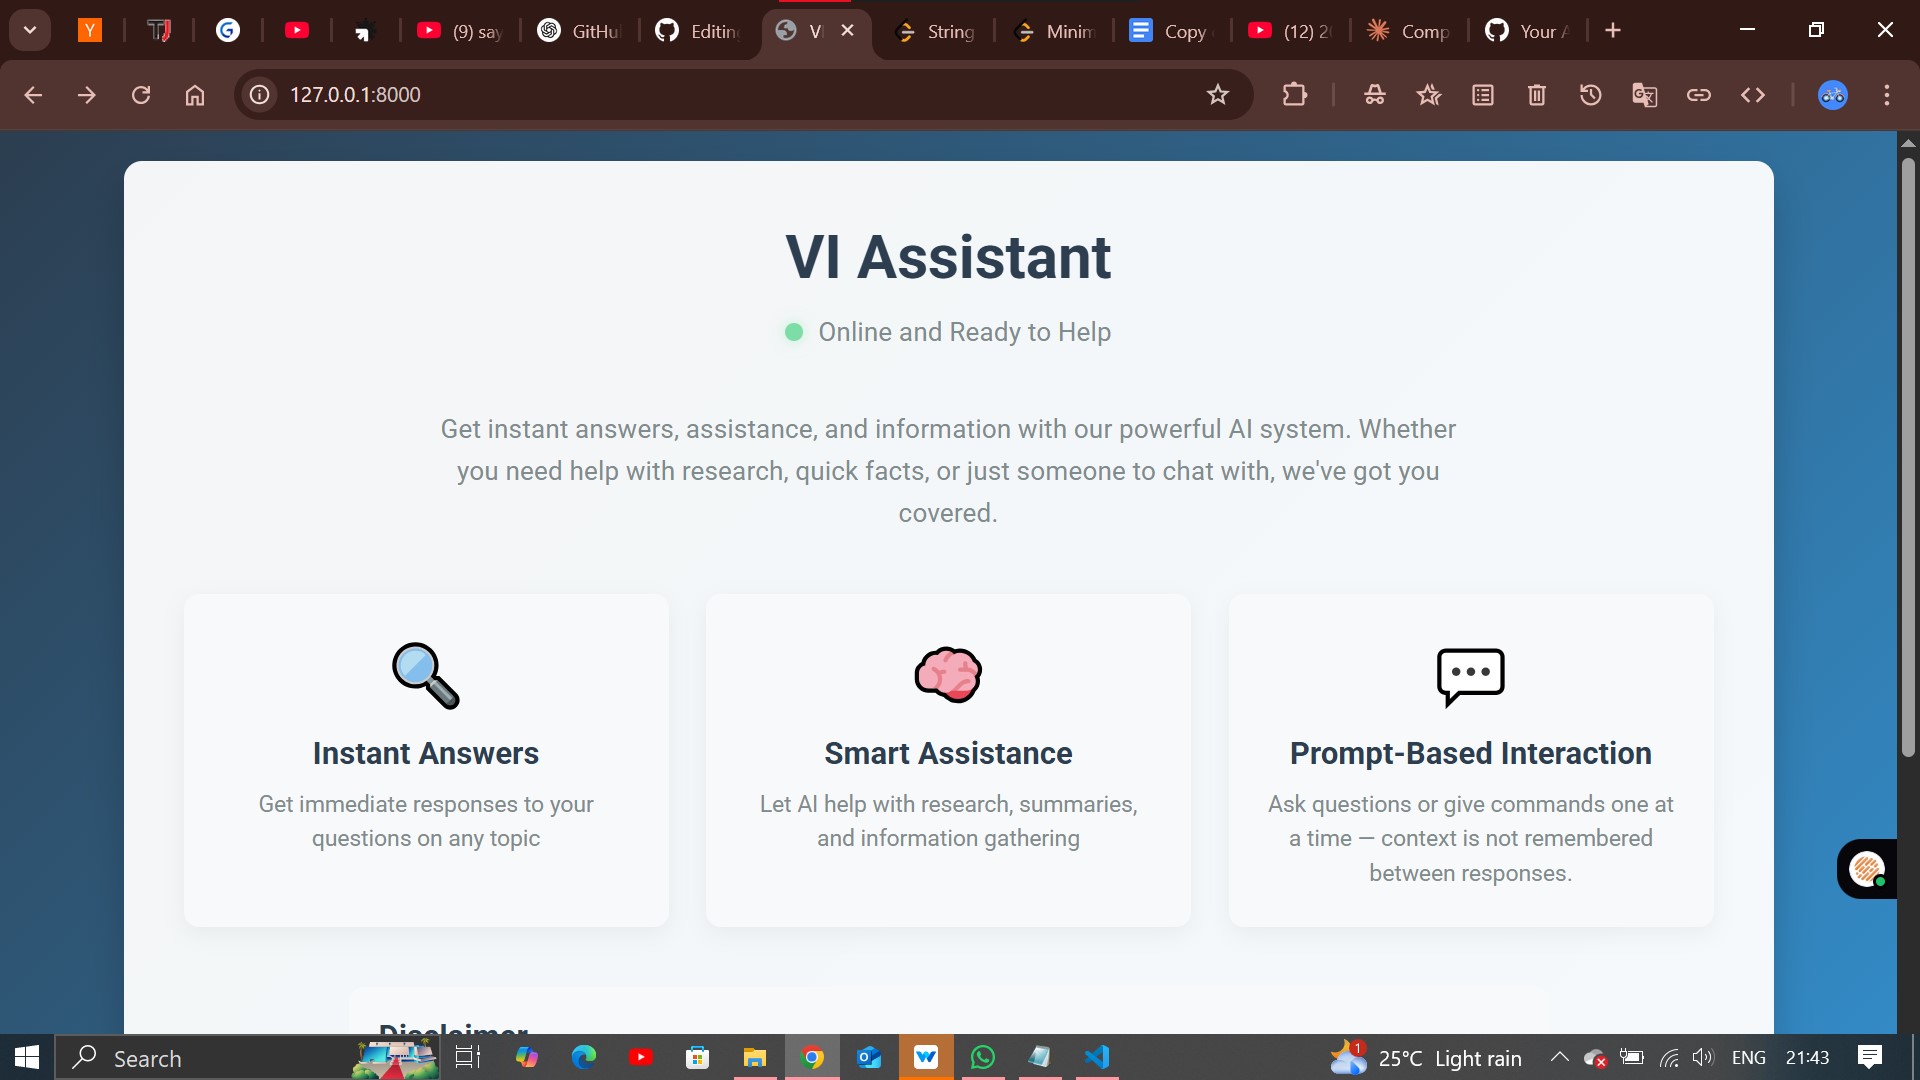 Y
(9) say
GitHu
Editin
VI
String
Minim
Copy
(12) 2
Comp
Your A
127.0.0.1:8000
VI Assistant
Online and Ready to Help
Get instant answers, assistance, and information with our powerful AI system. Whether
you need help with research, quick facts, or just someone to chat with, we've got you
covered.
Instant Answers
Get immediate responses to your
questions on any topic
Smart Assistance
Let AI help with research, summaries,
and information gathering
Prompt-Based Interaction
Ask questions or give commands one at
a time — context is not remembered
between responses.
Disclaimer
Search
1
25°C Light rain
ENG
21:43